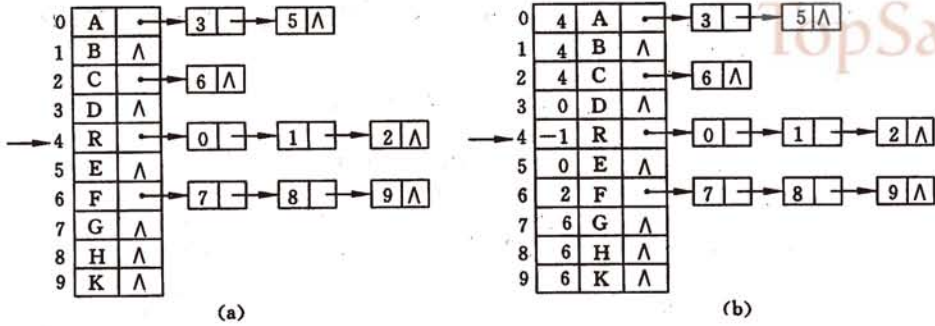 0 A 3 5 ∧
1 B ∧
2 C 6 ∧
3 D ∧
4 R 0 1 2 ∧
5 E ∧
6 F 7 8 9 ∧
7 G ∧
8 H ∧
9 K ∧
(a)
0 4 A 3 5 ∧
1 4 B ∧
2 4 C 6 ∧
3 0 D ∧
4 -1 R 0 1 2 ∧
5 0 E ∧
6 2 F 7 8 9 ∧
7 6 G ∧
8 6 H ∧
9 6 K ∧
(b)
TopSa